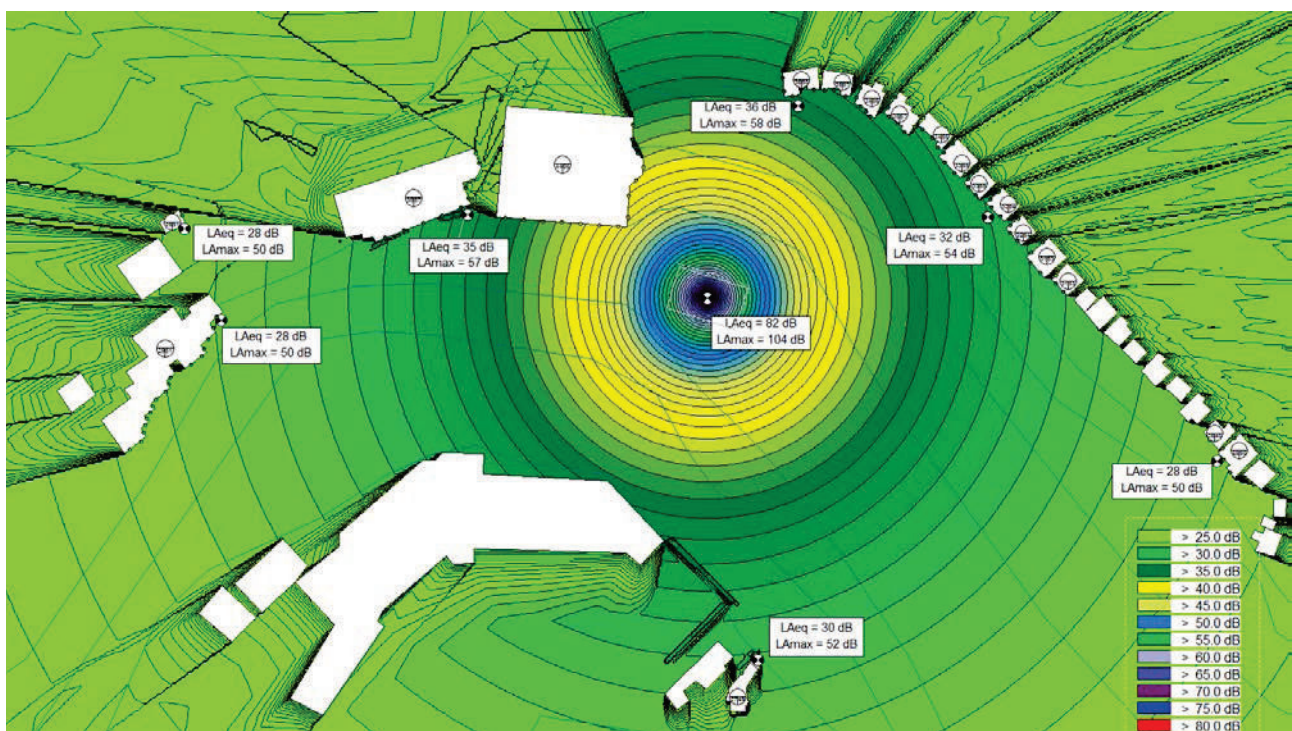 LAeq = 36 dB
LAmax = 58 dB
LAeq = 28 dB
LAmax = 50 dB
LAeq = 35 dB
LAmax = 57 dB
LAeq = 32 dB
LAmax = 54 dB
LAeq = 28 dB
LAmax = 50 dB
LAeq = 82 dB
LAmax = 104 dB
LAeq = 28 dB
LAmax = 50 dB
LAeq = 30 dB
LAmax = 52 dB
> 25.0 dB
> 30.0 dB
> 35.0 dB
> 40.0 dB
> 45.0 dB
> 50.0 dB
> 55.0 dB
> 60.0 dB
> 65.0 dB
> 70.0 dB
> 75.0 dB
> 80.0 dB